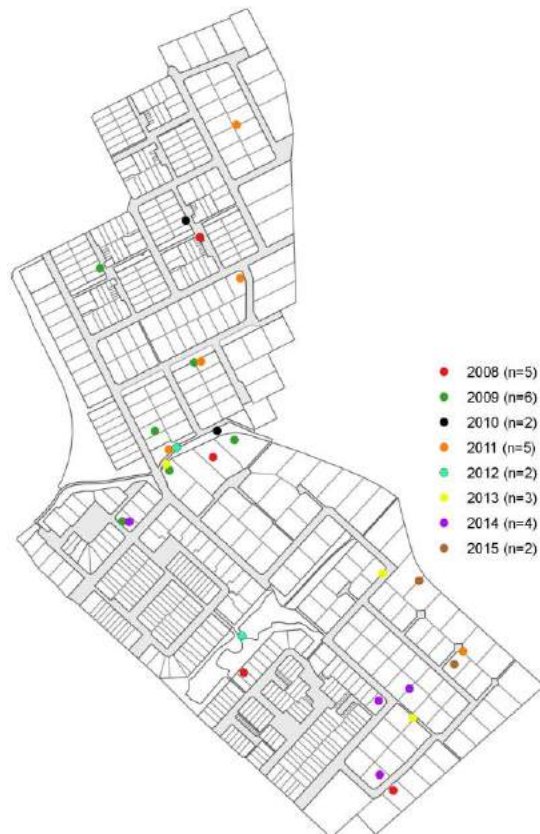 2008 (n=5)
2009 (n=6)
2010 (n=2)
2011 (n=5)
2012 (n=2)
2013 (n=3)
2014 (n=4)
2015 (n=2)